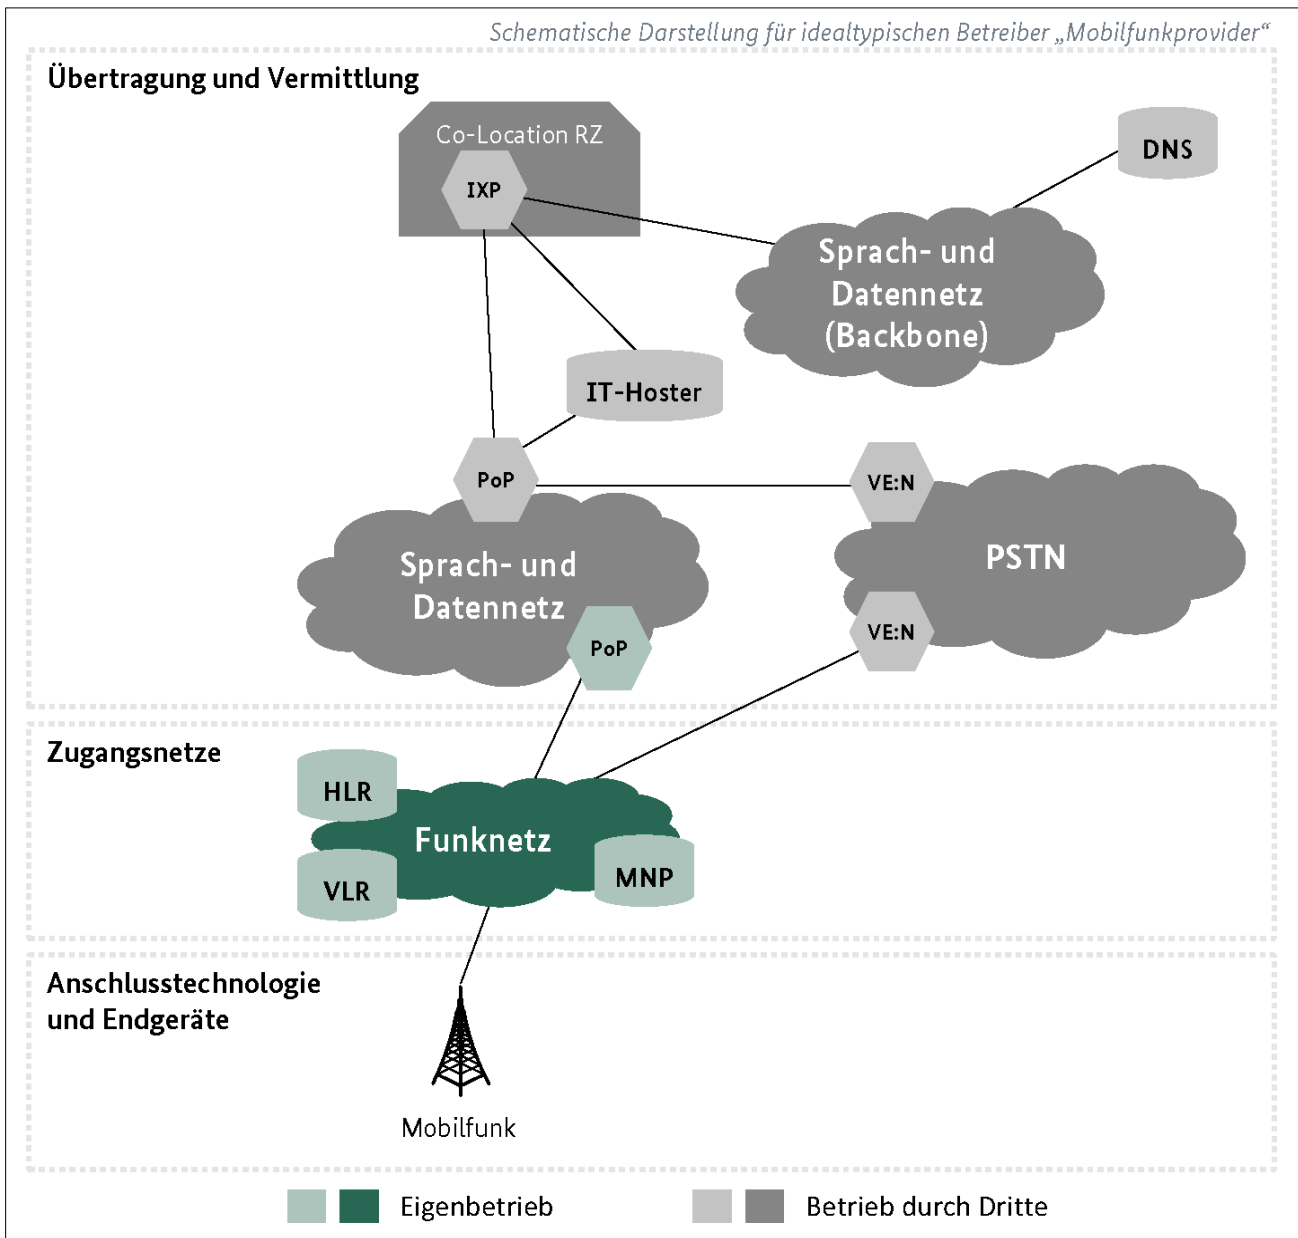 Schematische Darstellung für idealtypischen Betreiber „Mobilfunkprovider“
Übertragung und Vermittlung
Co-Location RZ
IXP
DNS
Sprach- und
Datennetz
(Backbone)
IT-Hoster
PoP
VE:N
Sprach- und
Datennetz
PSTN
PoP
VE:N
Zugangsnetze
HLR
Funknetz
VLR
MNP
Anschlusstechnologie
und Endgeräte
Mobilfunk
Eigenbetrieb
Betrieb durch Dritte